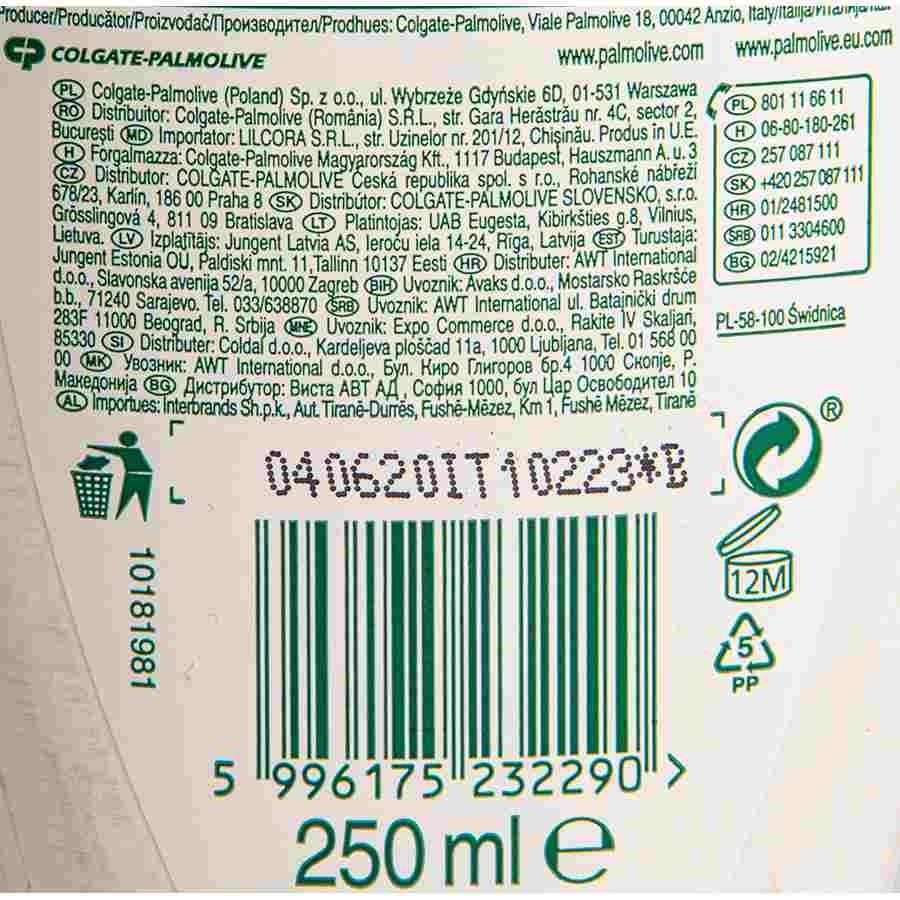 roducer/Producător/Proizvođač/Производител/Prodhues: Colgate-Palmolive, Viale Palmolive 18, 00042 Anzio, Italy/Italija/
COLGATE-PALMOLIVE
www.palmolive.com www.palmolive.eu.com
PL Colgate-Palmolive (Poland) Sp. z o.o., ul. Wybrzeże Gdyńskie 6D, 01-531 Warszawa
RO Distribuitor: Colgate-Palmolive (România) S.R.L., str. Gara Herăstrău nr. 4C, sector 2,
București MD Importator: LILCORA S.R.L., str. Uzinelor nr. 201/12, Chișinău. Produs în U.E.
H Forgalmazza: Colgate-Palmolive Magyarország Kft., 1117 Budapest, Hauszmann A. u. 3
CZ Distributor: COLGATE-PALMOLIVE Česká republika spol. s r.o., Rohanské nábřeží
678/23, Karlín, 186 00 Praha 8 SK Distribútor: COLGATE-PALMOLIVE SLOVENSKO, s.r.o.
Grösslingová 4, 811 09 Bratislava LT Platintojas: UAB Eugesta, Kibirkšties g.8, Vilnius,
Lietuva. LV Izplatītājs: Jungent Latvia AS, Ieroču iela 14-24, Rīga, Latvija EST Turustaja:
Jungent Estonia OU, Paldiski mnt. 11,Tallinn 10137 Eesti HR Distributer: AWT International
d.o.o., Slavonska avenija 52/a, 10000 Zagreb BIH Uvoznik: Avaks d.o.o., Mostarsko Raskršće
b.b., 71240 Sarajevo. Tel. 033/638870 SRB Uvoznik: AWT International ul. Batajnički drum
283F 11000 Beograd, R. Srbija MNE Uvoznik: Expo Commerce d.o.o., Rakite IV Skaljari,
85330 SI Distributer: Coldal d.o.o., Kardeljeva ploščad 11a, 1000 Ljubljana, Tel. 01 568 00
00 MK Увозник: AWT International d.o.o., Бул. Киро Глигоров бр.4 1000 Скопје, Р.
Македонија BG Дистрибутор: Виста АВТ АД , София 1000, бул Цар Освободител 10
AL Importues: Interbrands Sh.p.k., Aut. Tiranë-Durrës, Fushë-Mëzez, Km 1, Fushë Mëzez, Tiranë
PL 801 11 66 11
H 06-80-180-261
CZ 257 087 111
SK +420 257 087 111
HR 01/2481500
SRB 011 3304600
BG 02/4215921
PL-58-100 Świdnica
®
040620IT10223*B
12M
5
PP
10181981
5 996175 232290 >
250 ml e